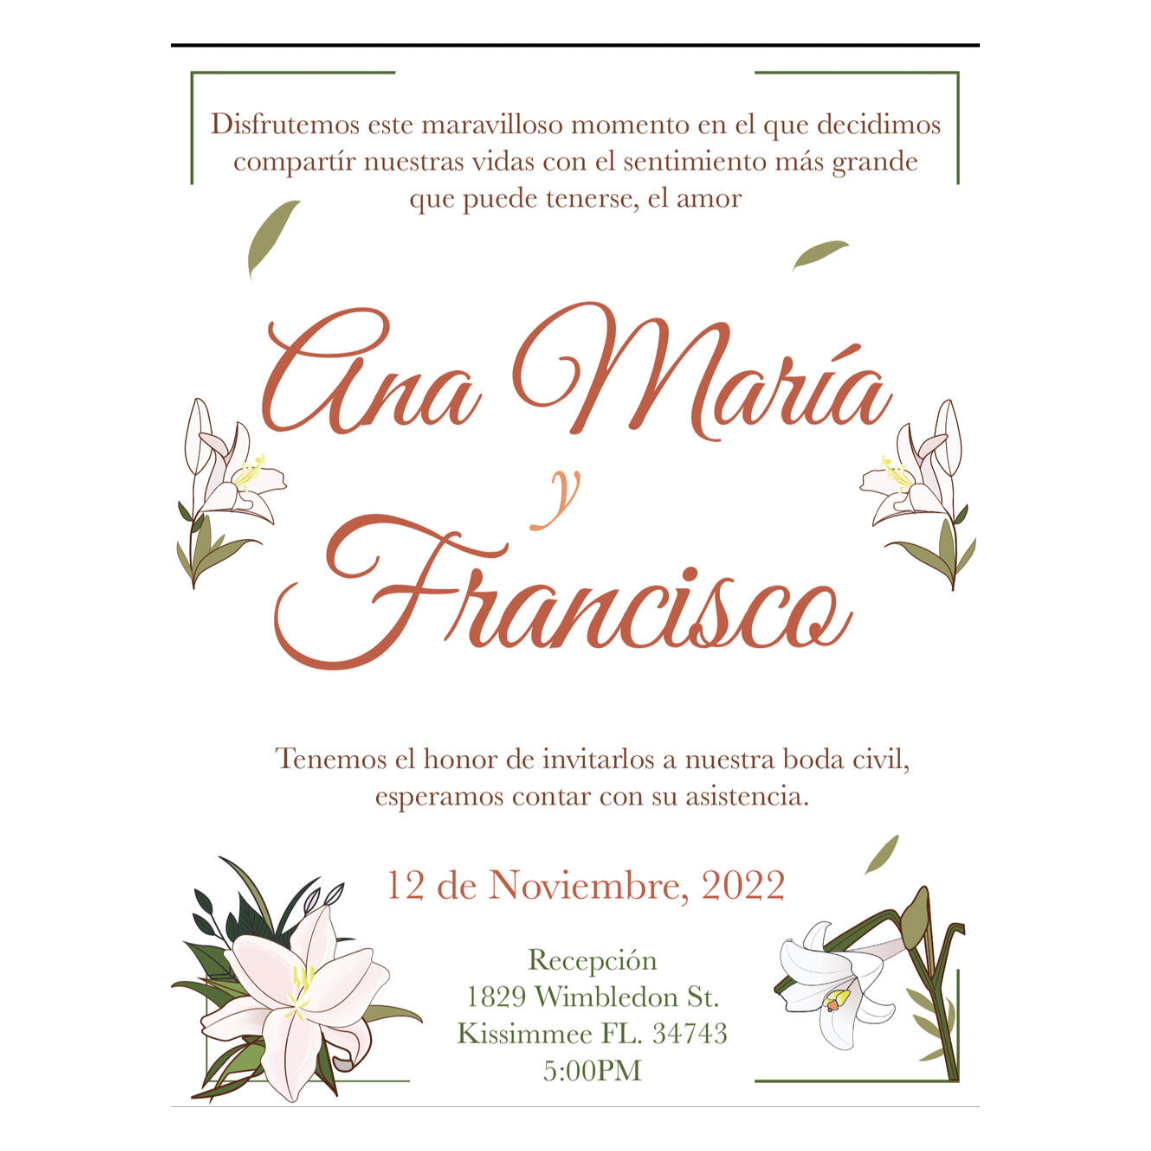 Disfrutemos este maravilloso momento en el que decidimos
compartír nuestras vidas con el sentimiento más grande
que puede tenerse, el amor
Ana María
y
Francisco
Tenemos el honor de invitarlos a nuestra boda civil,
esperamos contar con su asistencia.
12 de Noviembre, 2022
Recepción
1829 Wimbledon St.
Kissimmee FL. 34743
5:00PM